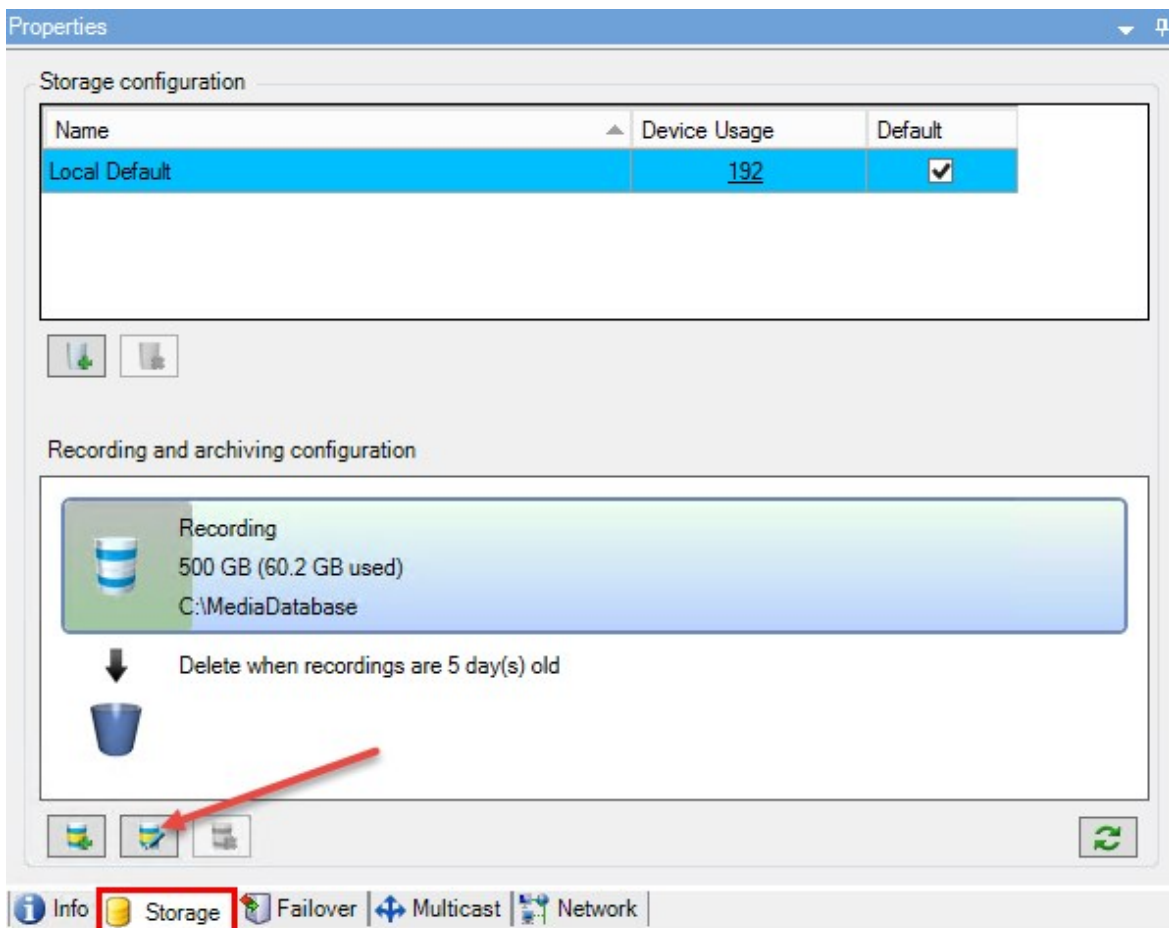 Properties
Storage configuration
Name Device Usage Default
Local Default 192
Recording and archiving configuration
Recording
500 GB (60.2 GB used)
C:\MediaDatabase
Delete when recordings are 5 day(s) old
Info Storage Failover Multicast Network